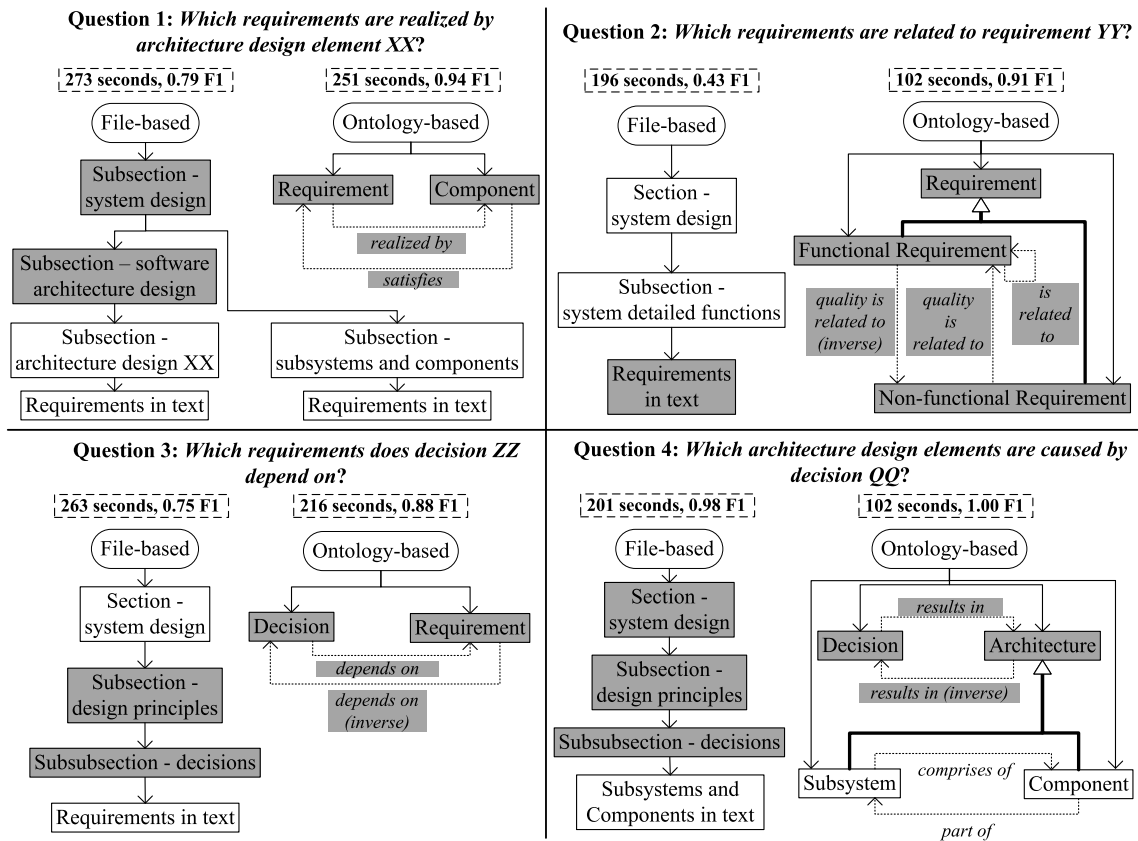 Question 1: Which requirements are realized by
architecture design element XX?
273 seconds, 0.79 F1
251 seconds, 0.94 F1
File-based
Ontology-based
Subsection -
system design
Requirement
Component
realized by
satisfies
Subsection – software
architecture design
Subsection -
architecture design XX
Subsection -
subsystems and components
Requirements in text
Requirements in text
Question 2: Which requirements are related to requirement YY?
196 seconds, 0.43 F1
102 seconds, 0.91 F1
File-based
Ontology-based
Section -
system design
Requirement
Functional Requirement
Subsection -
system detailed functions
quality is
related to
(inverse)
quality
is
related to
is
related
to
Requirements
in text
Non-functional Requirement
Question 3: Which requirements does decision ZZ
depend on?
263 seconds, 0.75 F1
216 seconds, 0.88 F1
File-based
Ontology-based
Section -
system design
Decision
Requirement
depends on
depends on
(inverse)
Subsection -
design principles
Subsubsection - decisions
Requirements in text
Question 4: Which architecture design elements are caused by
decision QQ?
201 seconds, 0.98 F1
102 seconds, 1.00 F1
File-based
Ontology-based
Section -
system design
results in
Decision
Architecture
results in (inverse)
Subsection -
design principles
Subsubsection - decisions
Subsystems and
Components in text
Subsystem
comprises of
Component
part of